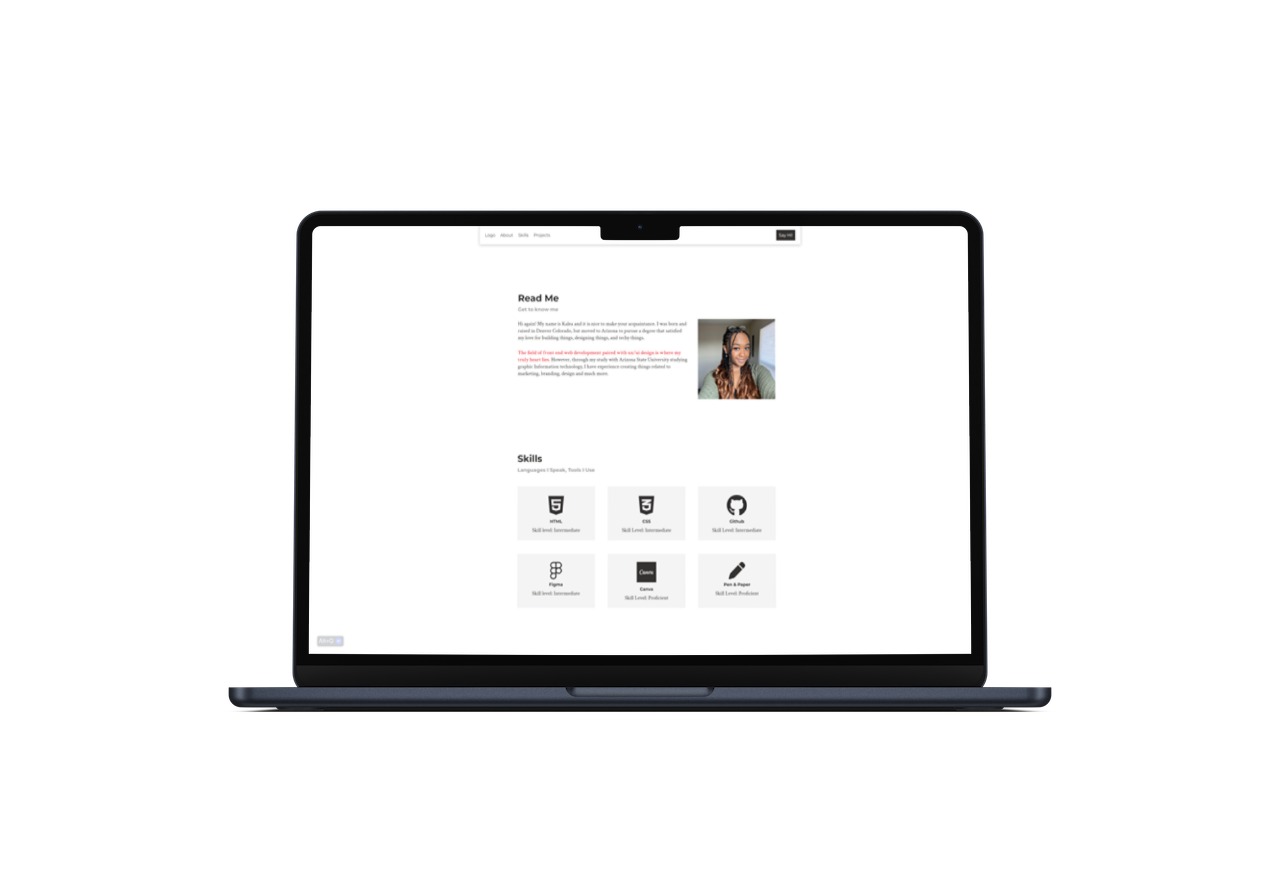 Logo About Skills Projects
Say Hi!
Read Me
Get to know me
Hi again! My name is Kalea and it is nice to make your acquaintance. I was born and
raised in Denver Colorado, but moved to Arizona to pursue a degree that satisfied
my love for building things, designing things, and techy things.
The field of front end web development paired with ux/ui design is where my
truly heart lies. However, through my study with Arizona State University studying
graphic Information technology, I have experience creating things related to
marketing, branding, design and much more.
Skills
Languages I Speak, Tools I Use
HTML
Skill level: Intermediate
CSS
Skill Level: Intermediate
Github
Skill Level: Intermediate
Figma
Skill level: Intermediate
Canva
Canva
Skill Level: Proficient
Pen & Paper
Skill Level: Proficient